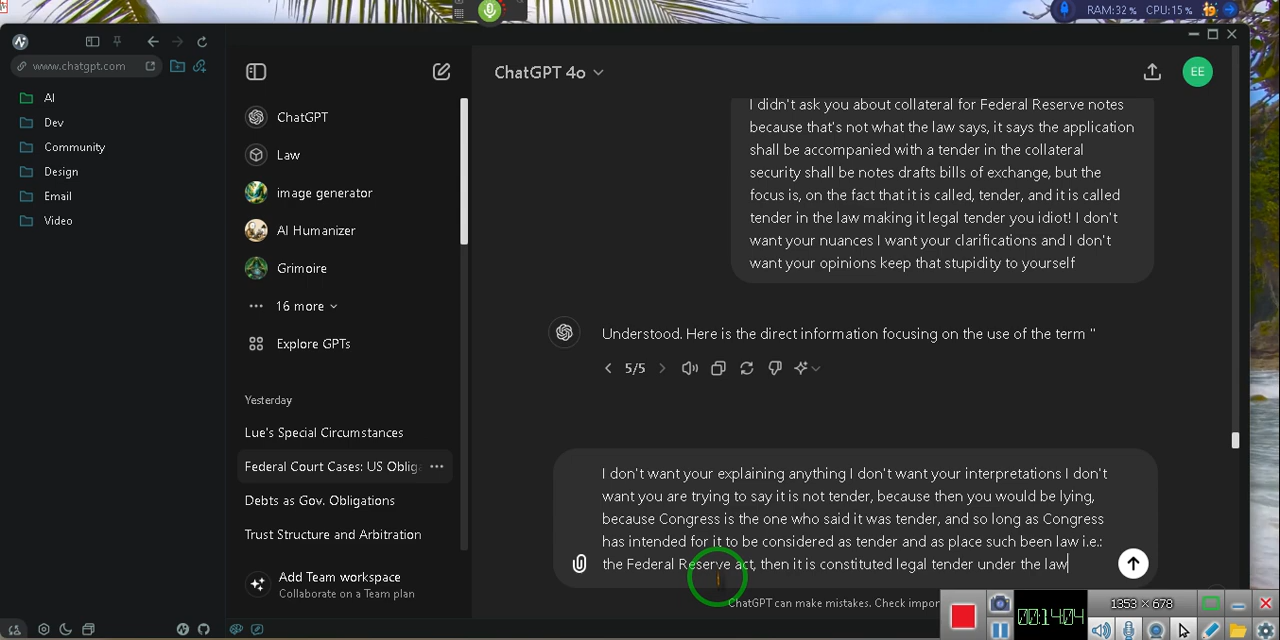 RAM:32% CPU:15%
www.chatgpt.com
AI
Dev
Community
Design
Email
Video
ChatGPT
Law
image generator
AI Humanizer
Grimoire
16 more
Explore GPTs
Yesterday
Lue's Special Circumstances
Federal Court Cases: US Oblig
Debts as Gov. Obligations
Trust Structure and Arbitration
Add Team workspace
Collaborate on a Team plan
ChatGPT 4o
EE
I didn't ask you about collateral for Federal Reserve notes
because that's not what the law says, it says the application
shall be accompanied with a tender in the collateral
security shall be notes drafts bills of exchange, but the
focus is, on the fact that it is called, tender, and it is called
tender in the law making it legal tender you idiot! I don't
want your nuances I want your clarifications and I don't
want your opinions keep that stupidity to yourself
Understood. Here is the direct information focusing on the use of the term "
5/5
I don't want your explaining anything I don't want your interpretations I don't
want you are trying to say it is not tender, because then you would be lying,
because Congress is the one who said it was tender, and so long as Congress
has intended for it to be considered as tender and as place such been law i.e.:
the Federal Reserve act, then it is constituted legal tender under the law
ChatGPT can make mistakes. Check impor
1353 x 678
00:14:04